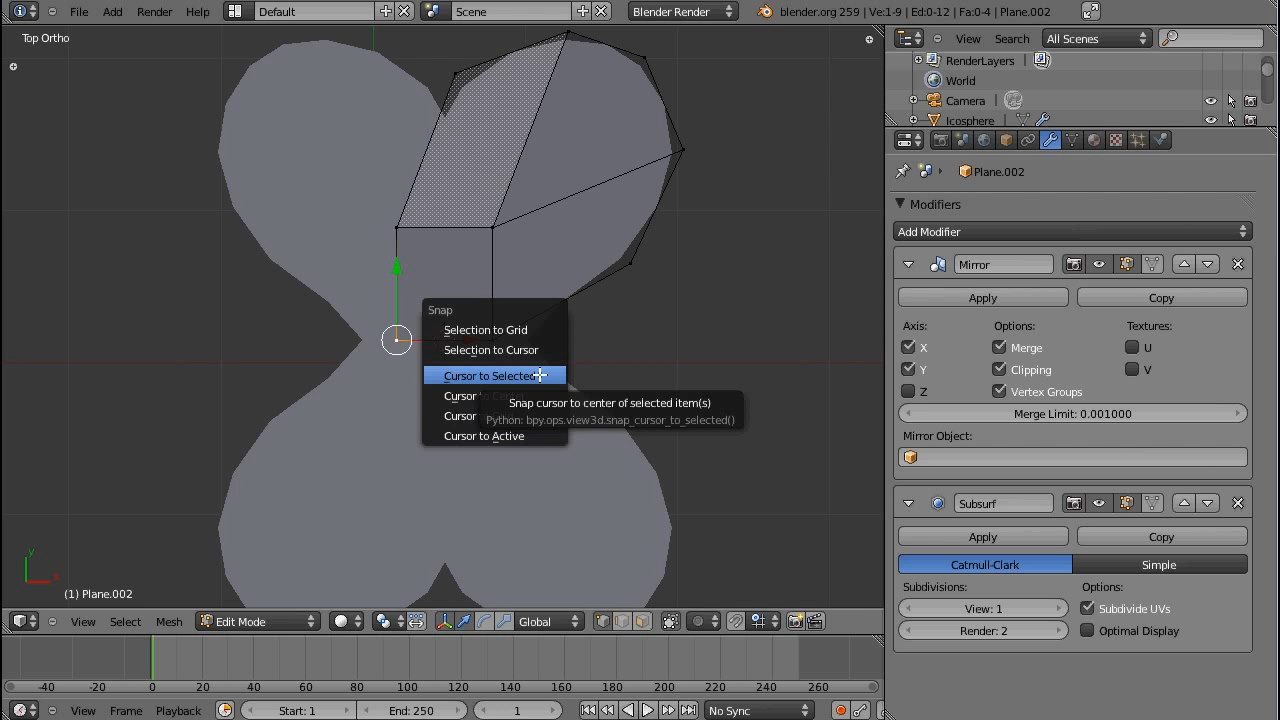 File Add Render Help Default Scene Blender Render blender.org 259 | Ve:1-9 | Ed:0-12 | Fa:0-4 | Plane.002
Top Ortho
View Search All Scenes
RenderLayers
World
Camera
Icosphere
Plane.002
Modifiers
Add Modifier
Mirror
Apply Copy
Axis: Options: Textures:
X Merge U
Y Clipping V
Z Vertex Groups
Merge Limit: 0.001000
Mirror Object:
Subsurf
Apply Copy
Catmull-Clark Simple
Subdivisions: Options:
View: 1 Subdivide UVs
Render: 2 Optimal Display
Snap
Selection to Grid
Selection to Cursor
Cursor to Selected
Cursor
Cursor
Cursor to Active
Snap cursor to center of selected item(s)
Python: bpy.ops.view3d.snap_cursor_to_selected()
y
x
(1) Plane.002
View Select Mesh Edit Mode Global
-40 -20 0 20 40 60 80 100 120 140 160 180 200 220 240 260
View Frame Playback Start: 1 End: 250 1 No Sync